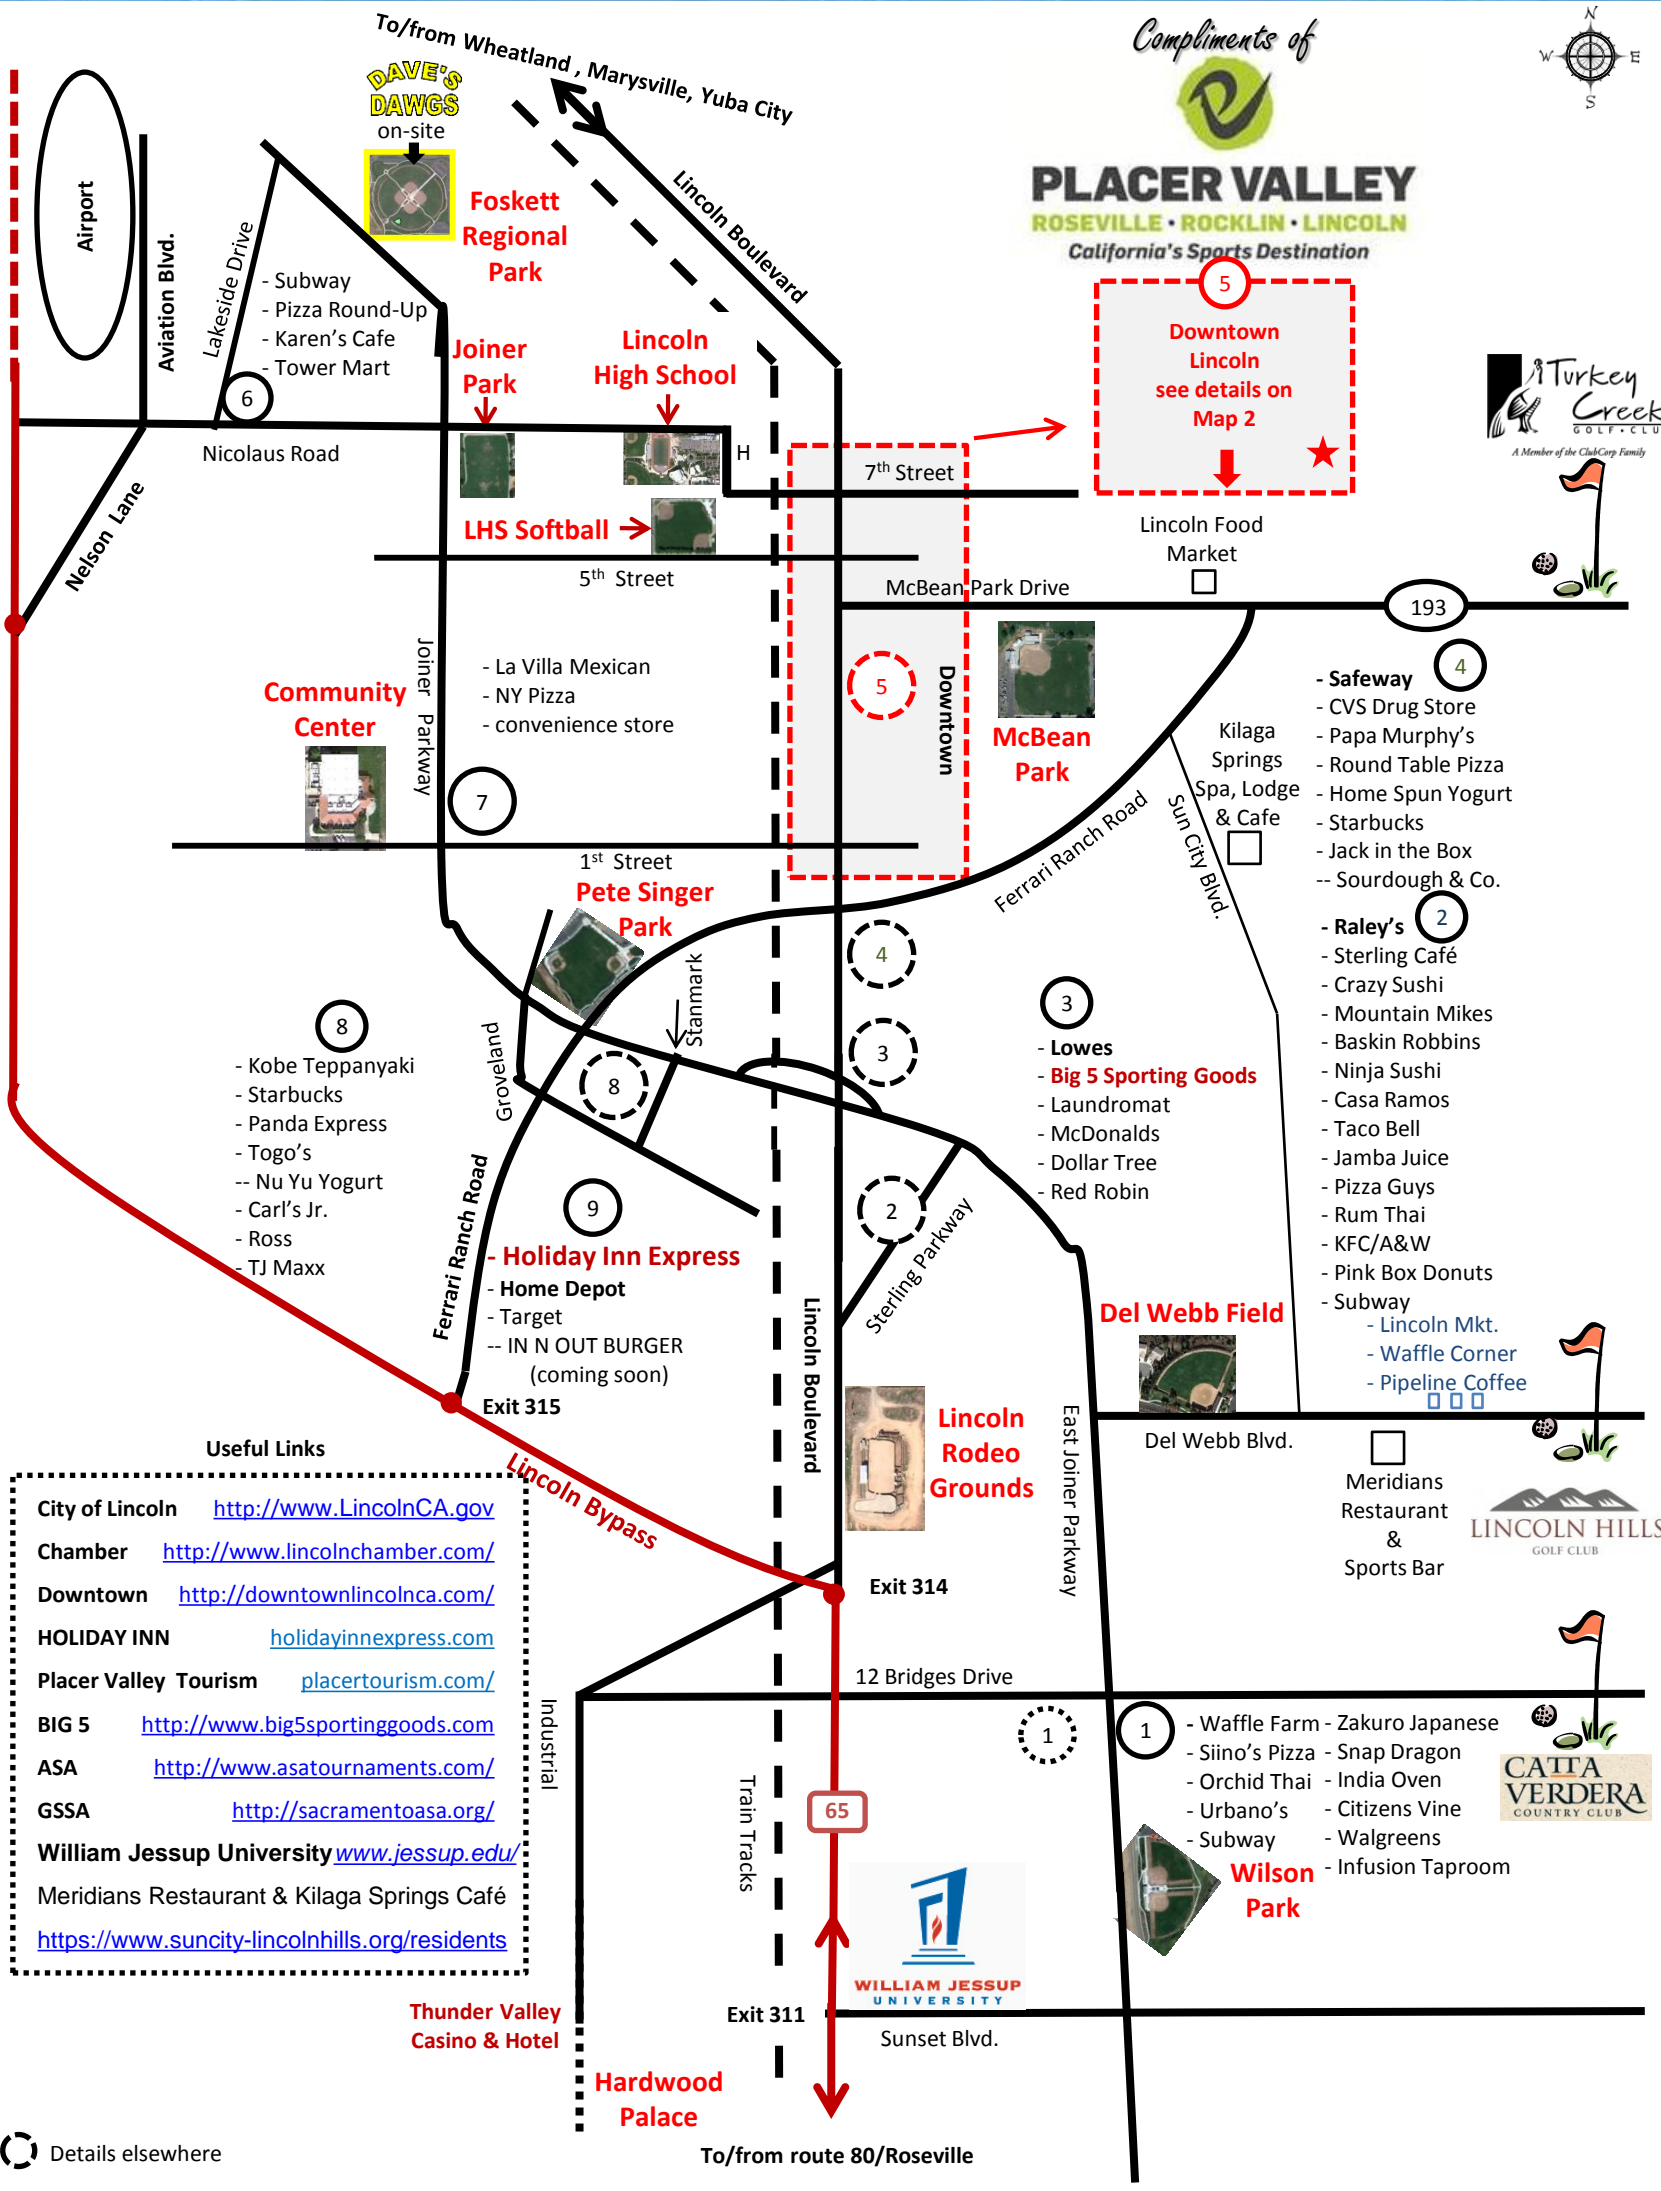 To/from Wheatland , Marysville, Yuba City
Compliments of
PLACER VALLEY
ROSEVILLE • ROCKLIN • LINCOLN
California's Sports Destination
N
W
E
S
DAVE'S
DAWGS
on-site
Foskett
Regional
Park
Airport
Aviation Blvd.
Lakeside Drive
- Subway
- Pizza Round-Up
- Karen's Cafe
- Tower Mart
6
Nicolaus Road
Nelson Lane
Joiner
Park
Lincoln
High School
Lincoln Boulevard
H
LHS Softball
5
Downtown
Lincoln
see details on
Map 2
7th Street
Turkey
Creek
GOLF • CLU
A Member of the ClubCorp Family
Lincoln Food
Market
5th Street
McBean Park Drive
193
Joiner Parkway
Community
Center
- La Villa Mexican
- NY Pizza
- convenience store
7
5
Downtown
McBean
Park
Kilaga
Springs
Spa, Lodge
& Cafe
Sun City Blvd.
Ferrari Ranch Road
4
- Safeway
- CVS Drug Store
- Papa Murphy's
- Round Table Pizza
- Home Spun Yogurt
- Starbucks
- Jack in the Box
-- Sourdough & Co.
1st Street
Pete Singer
Park
Stanmark
Groveland
4
3
8
2
2
- Raley's
- Sterling Café
- Crazy Sushi
- Mountain Mikes
- Baskin Robbins
- Ninja Sushi
- Casa Ramos
- Taco Bell
- Jamba Juice
- Pizza Guys
- Rum Thai
- KFC/A&W
- Pink Box Donuts
- Subway
- Lincoln Mkt.
- Waffle Corner
- Pipeline Coffee
3
- Lowes
- Big 5 Sporting Goods
- Laundromat
- McDonalds
- Dollar Tree
- Red Robin
8
- Kobe Teppanyaki
- Starbucks
- Panda Express
- Togo's
-- Nu Yu Yogurt
- Carl's Jr.
- Ross
- TJ Maxx
Ferrari Ranch Road
9
- Holiday Inn Express
- Home Depot
- Target
-- IN N OUT BURGER
(coming soon)
Exit 315
Lincoln Bypass
Lincoln Boulevard
Sterling Parkway
Del Webb Field
Lincoln
Rodeo
Grounds
East Joiner Parkway
Del Webb Blvd.
Meridians
Restaurant
&
Sports Bar
LINCOLN HILLS
GOLF CLUB
Exit 314
Useful Links
City of Lincoln http://www.LincolnCA.gov
Chamber http://www.lincolnchamber.com/
Downtown http://downtownlincolnca.com/
HOLIDAY INN holidayinnexpress.com
Placer Valley Tourism placertourism.com/
BIG 5 http://www.big5sportinggoods.com
ASA http://www.asatournaments.com/
GSSA http://sacramentoasa.org/
William Jessup University www.jessup.edu/
Meridians Restaurant & Kilaga Springs Café
https://www.suncity-lincolnhills.org/residents
12 Bridges Drive
Industrial
Train Tracks
65
1
1
- Waffle Farm
- Siino's Pizza
- Orchid Thai
- Urbano's
- Subway
- Zakuro Japanese
- Snap Dragon
- India Oven
- Citizens Vine
- Walgreens
- Infusion Taproom
CATTA
VERDERA
COUNTRY CLUB
Wilson
Park
WILLIAM JESSUP
UNIVERSITY
Thunder Valley
Casino & Hotel
Exit 311
Sunset Blvd.
Hardwood
Palace
Details elsewhere
To/from route 80/Roseville